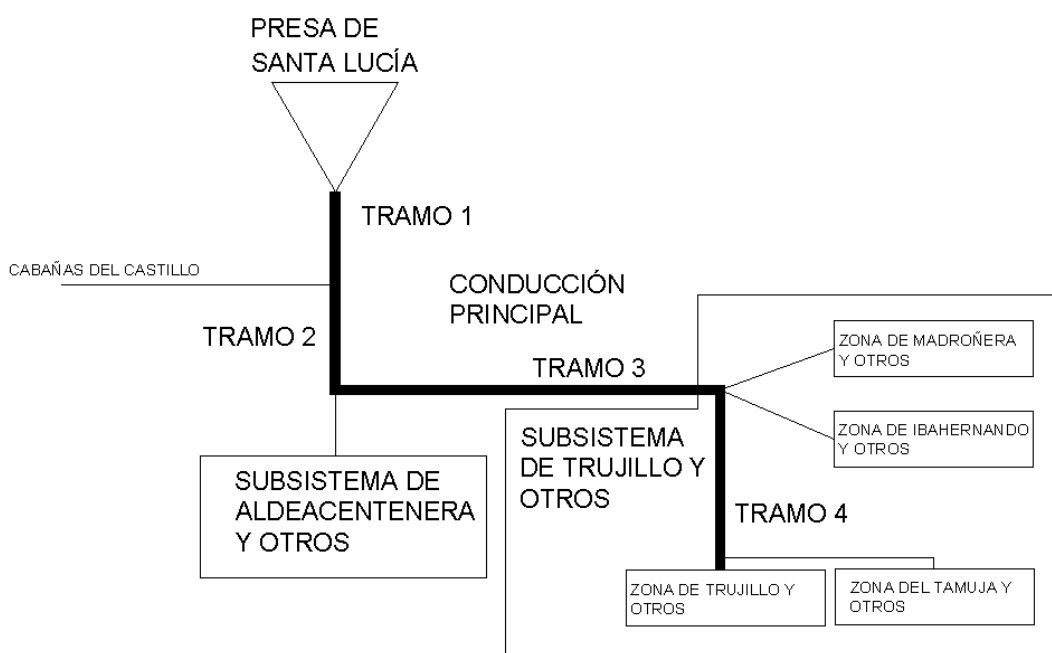 PRESA DE
SANTA LUCÍA
TRAMO 1
CABAÑAS DEL CASTILLO
CONDUCCIÓN
PRINCIPAL
TRAMO 2
TRAMO 3
ZONA DE MADROÑERA
Y OTROS
ZONA DE IBAHERNANDO
Y OTROS
SUBSISTEMA
DE TRUJILLO Y
OTROS
SUBSISTEMA DE
ALDEACENTENERA
Y OTROS
TRAMO 4
ZONA DE TRUJILLO Y
OTROS
ZONA DEL TAMUJA Y
OTROS